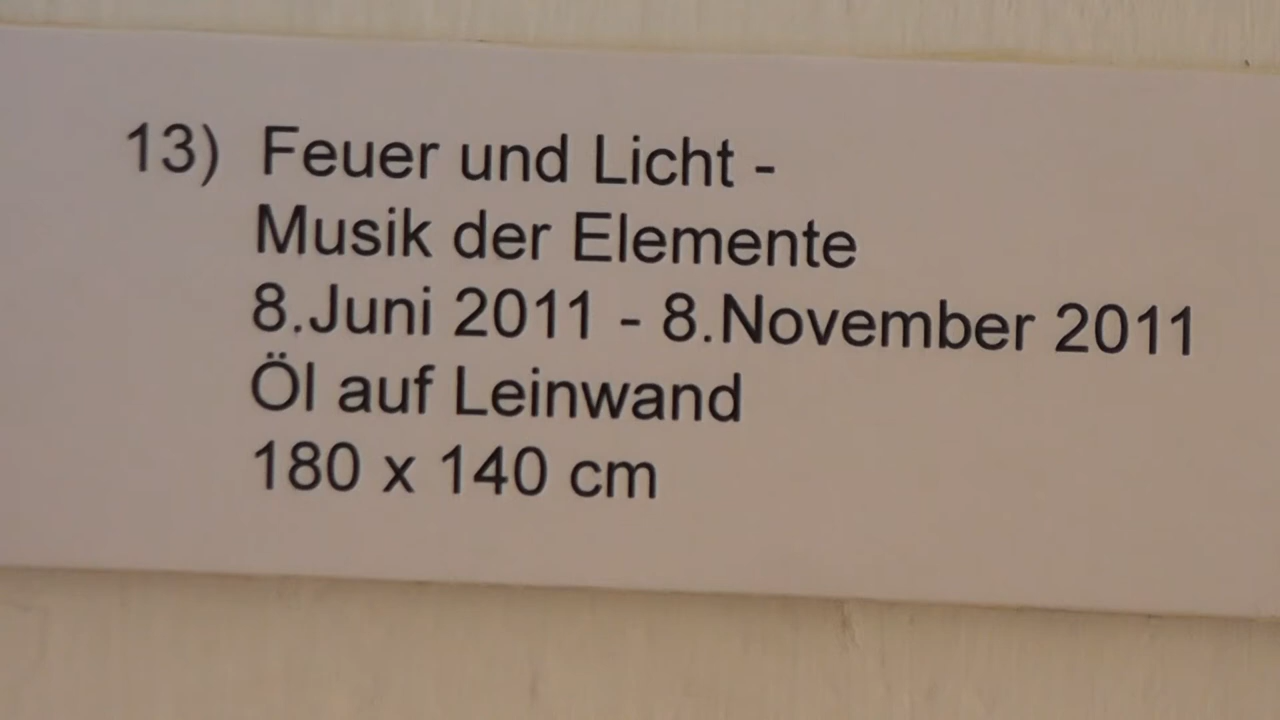 13) Feuer und Licht -
Musik der Elemente
8.Juni 2011 - 8.November 2011
Öl auf Leinwand
180 x 140 cm